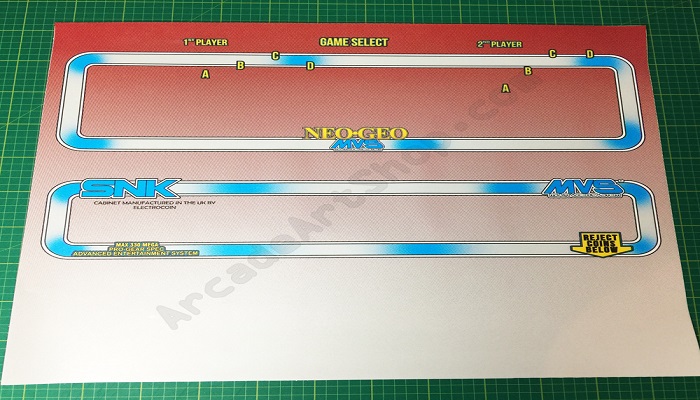 1ST PLAYER
GAME SELECT
2ND PLAYER
A B C D
A B C D
NEO•GEO
MVS
SNK
MVS
CABINET MANUFACTURED IN THE UK BY
ELECTROCOIN
MAX 330 MEGA
PRO-GEAR SPEC
ADVANCED ENTERTAINMENT SYSTEM
REJECT
COINS
BELOW
ArcadeArtShop.com